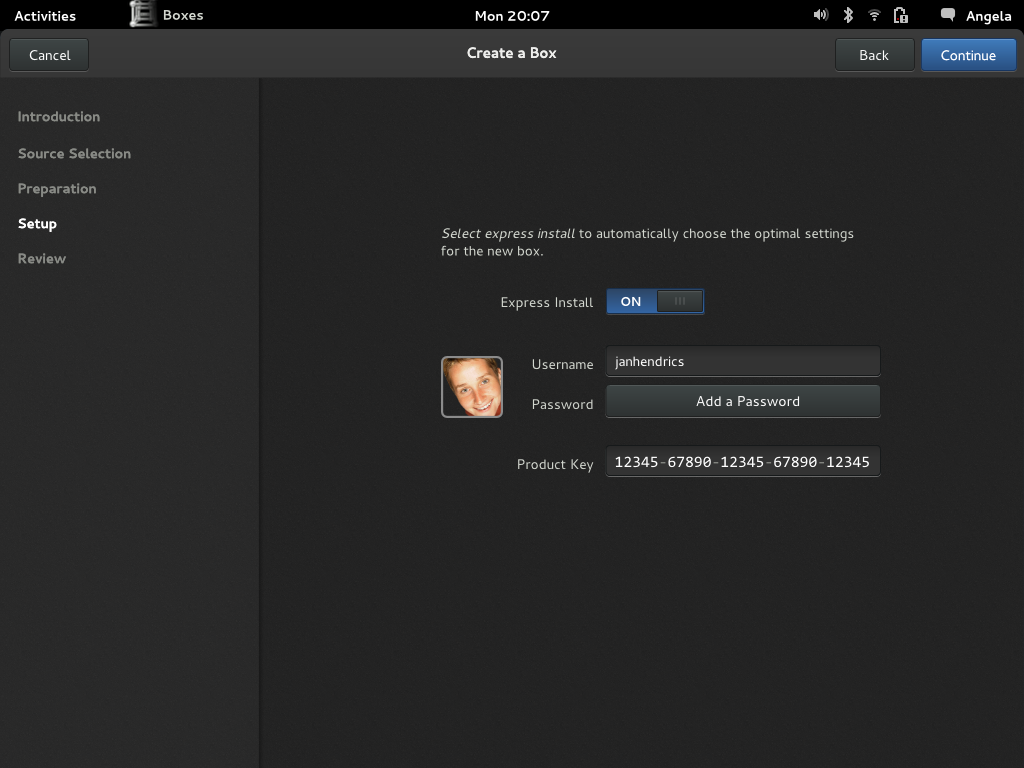 Activities Boxes Mon 20:07 Angela
Cancel Create a Box Back Continue
Introduction
Source Selection
Preparation
Setup
Review
Select express install to automatically choose the optimal settings
for the new box.
Express Install ON
Username janhendrics
Password Add a Password
Product Key 12345-67890-12345-67890-12345